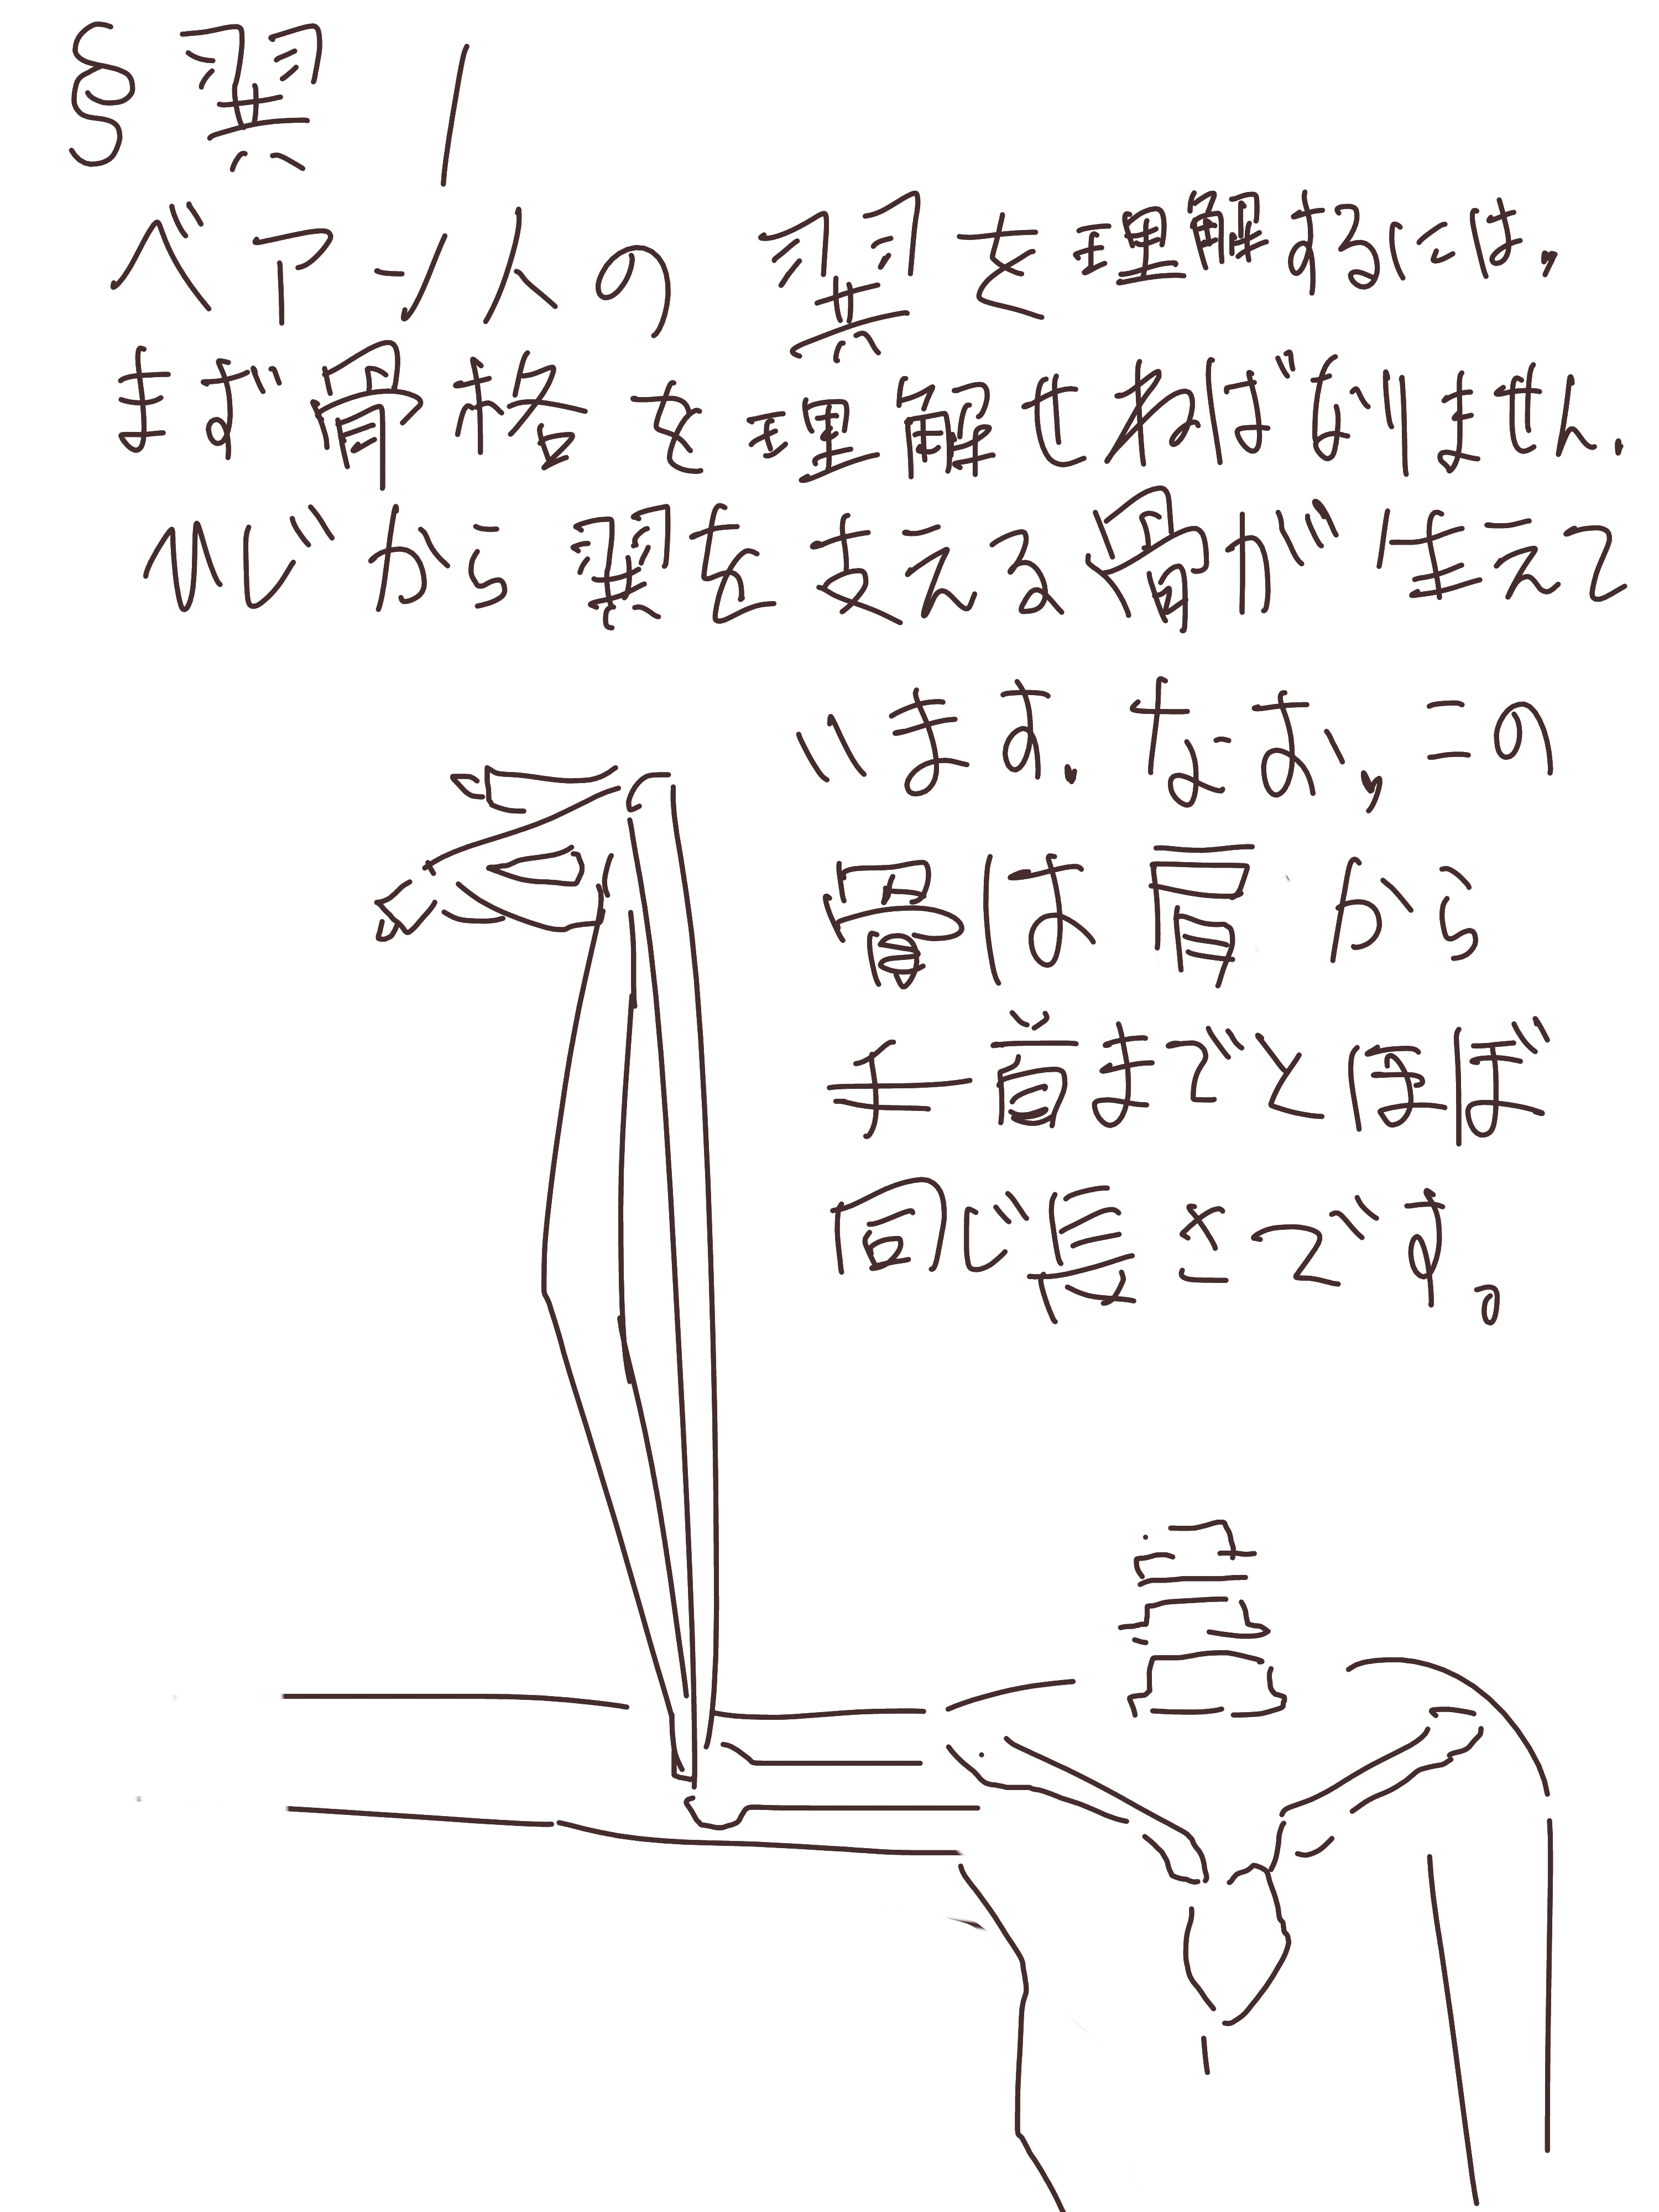 §翼 1
ベアン人の 翼を理解するには,
まず骨格を理解せねばなりません.
ひじから翼を支える骨が生えて
います. なお, この
骨は肩から
手首までとほぼ
同じ長さです。